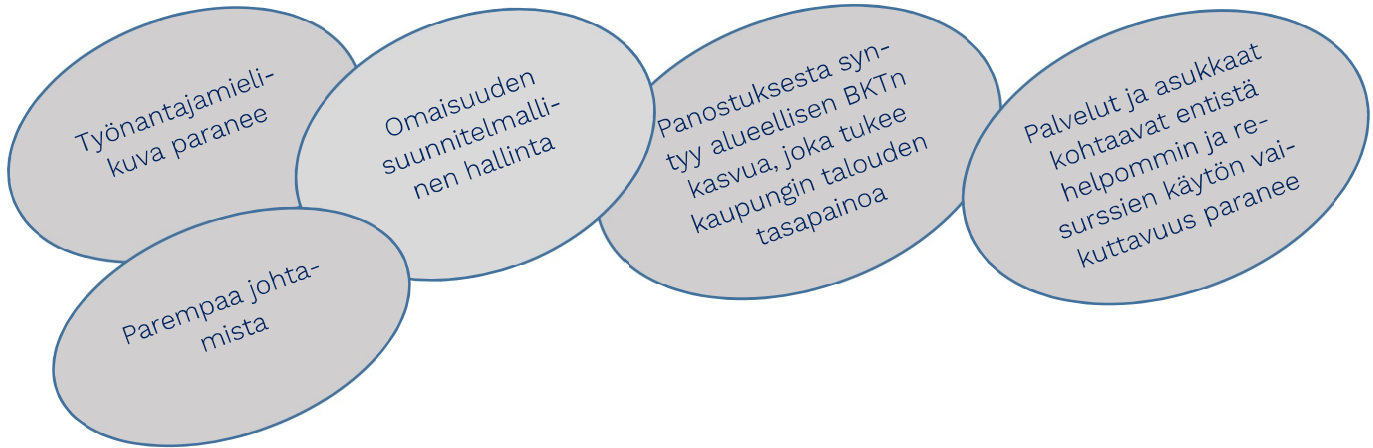 Työnantajamieli-
kuva paranee
Omaisuuden
suunnitelmalli-
nen hallinta
Panostuksesta syn-
tyy alueellisen BKTn
kasvua, joka tukee
kaupungin talouden
tasapainoa
Palvelut ja asukkaat
kohtaavat entistä
helpommin ja re-
surssien käytön vai-
kuttavuus paranee
Parempaa johta-
mista